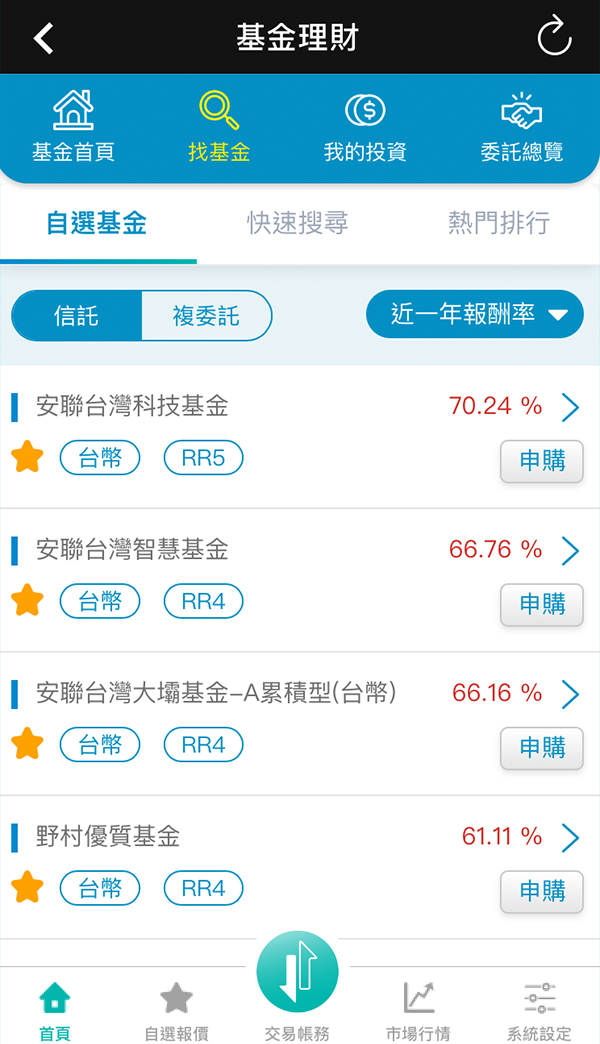 基金理財
基金首頁 找基金 我的投資 委託總覽
自選基金 快速搜尋 熱門排行
信託 複委託 近一年報酬率
安聯台灣科技基金 70.24 %
台幣 RR5 申購
安聯台灣智慧基金 66.76 %
台幣 RR4 申購
安聯台灣大壩基金–A累積型(台幣) 66.16 %
台幣 RR4 申購
野村優質基金 61.11 %
台幣 RR4 申購
首頁 自選報價 交易帳務 市場行情 系統設定